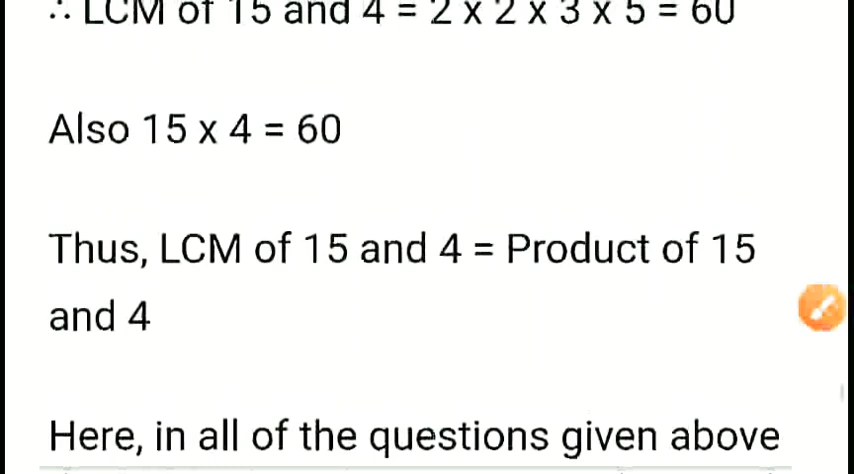 ∴ LCM of 15 and 4 = 2 x 2 x 3 x 5 = 60
Also 15 x 4 = 60
Thus, LCM of 15 and 4 = Product of 15
and 4
Here, in all of the questions given above